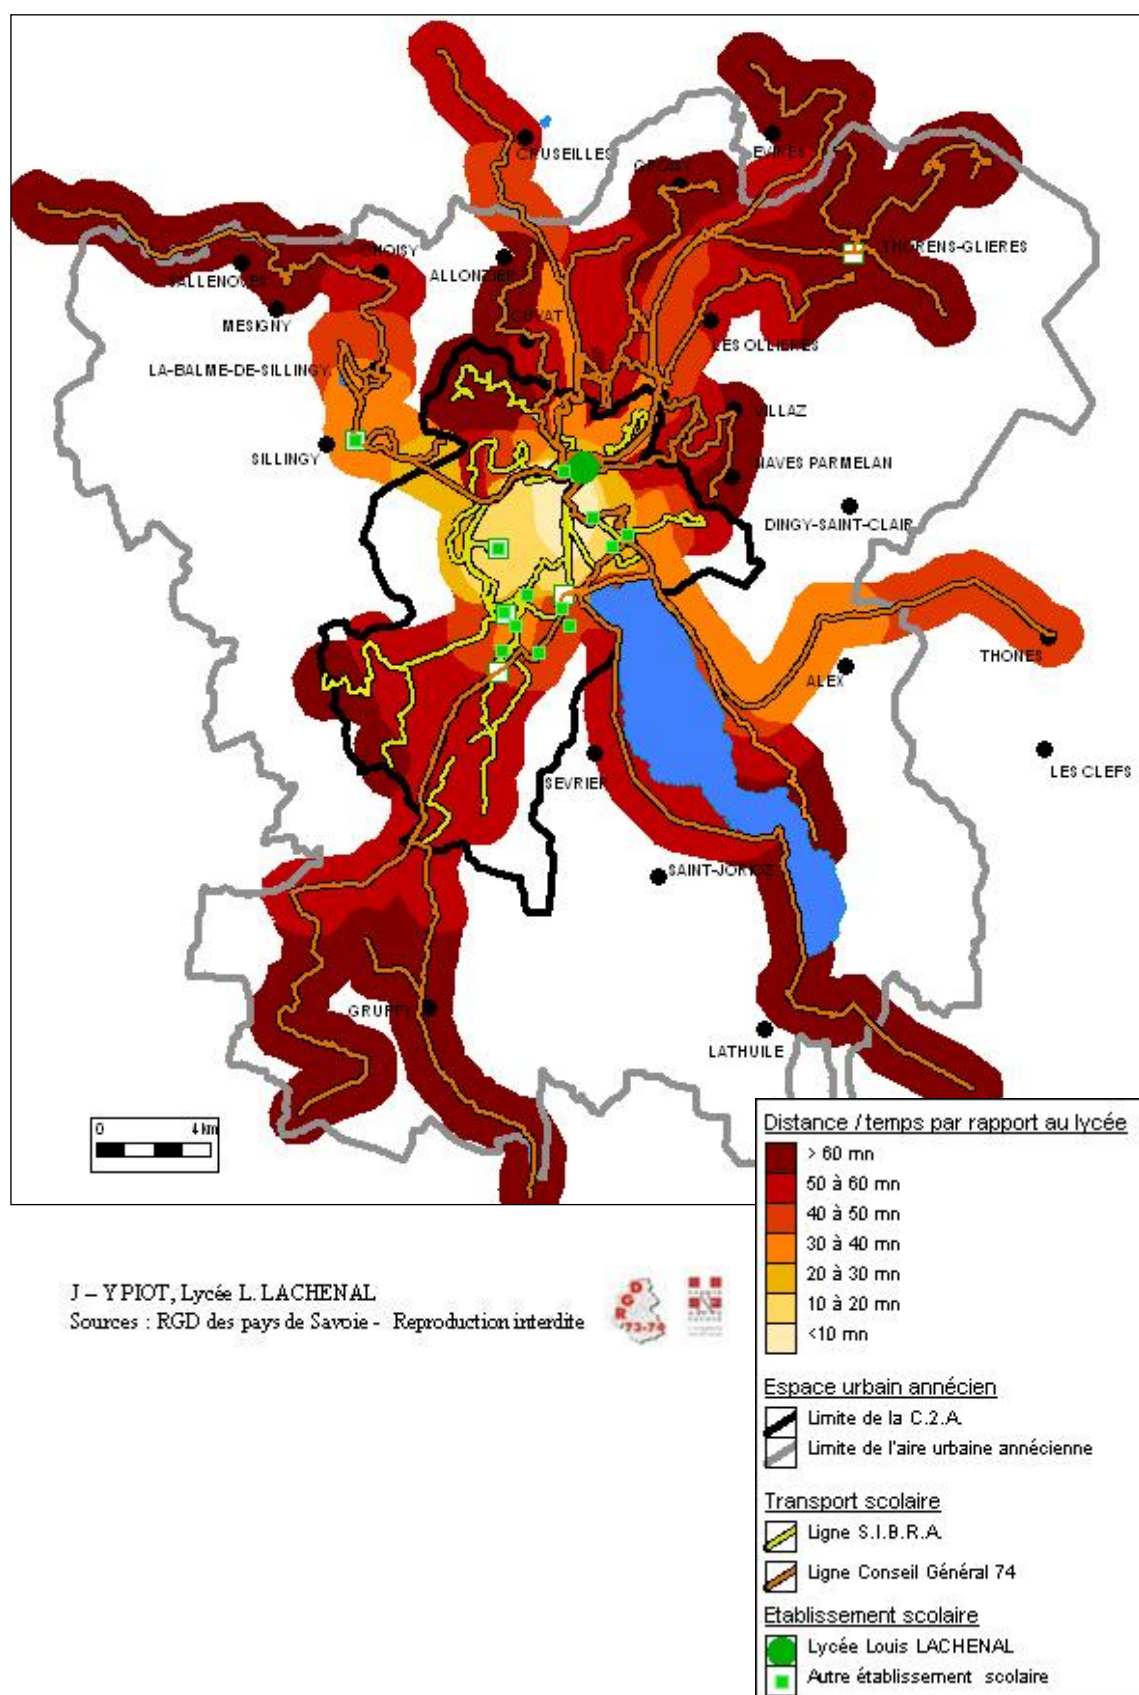 CRUSEILLES
EVIRES
GROISY
THORENS-GLIERES
CHOISY
ALLONZIER
SALLENOVES
MESIGNY
CUVAT
LES OLLIERES
LA-BALME-DE-SILLINGY
VILLAZ
SILLINGY
NAVES PARMELAN
DINGY-SAINT-CLAIR
THONES
ALEX
SEVRIER
LES CLEFS
SAINT-JORIOZ
GRUFFY
LATHUILE
0 4 km
Distance / temps par rapport au lycée
> 60 mn
50 à 60 mn
40 à 50 mn
30 à 40 mn
20 à 30 mn
10 à 20 mn
<10 mn
J – Y PIOT, Lycée L. LACHENAL
Sources : RGD des pays de Savoie - Reproduction interdite
RGD
73-74
Espace urbain annécien
Limite de la C.2.A.
Limite de l'aire urbaine annécienne
Transport scolaire
Ligne S.I.B.R.A.
Ligne Conseil Général 74
Etablissement scolaire
Lycée Louis LACHENAL
Autre établissement scolaire